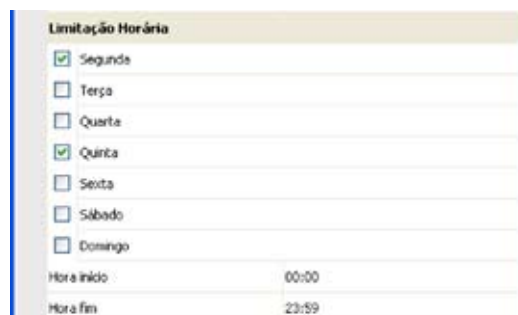 Limitação Horária
Segunda
Terça
Quarta
Quinta
Sexta
Sábado
Domingo
Hora início 00:00
Hora fim 23:59